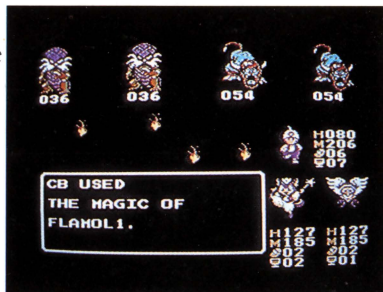 036 036 054 054
H080
M206
06
07
CB USED
THE MAGIC OF
FLAMOL1.
H127 H127
M185 M185
02 02
02 01